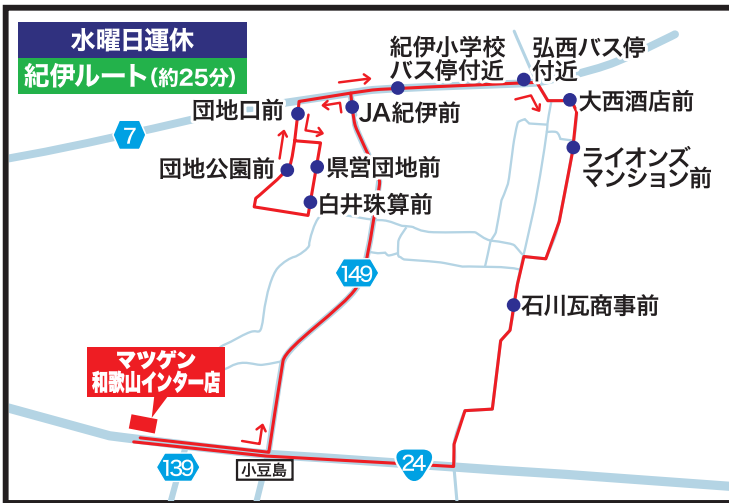 水曜日運休
紀伊ルート(約25分)
紀伊小学校
バス停付近
弘西バス停
付近
大西酒店前
団地口前
JA紀伊前
7
ライオンズ
マンション前
団地公園前
県営団地前
白井珠算前
149
石川瓦商事前
マツゲン
和歌山インター店
139
小豆島
24